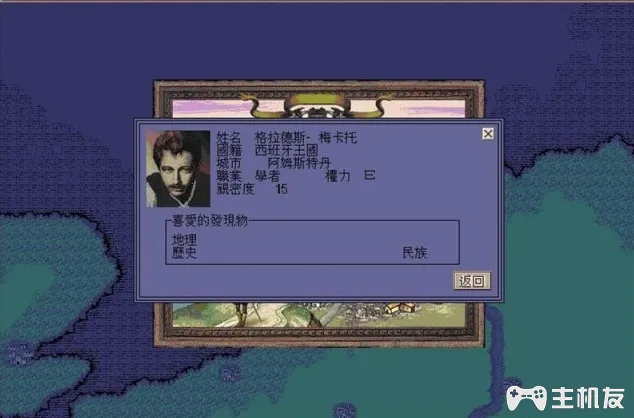 姓名 格拉德斯·梅卡托
國籍 西班牙王國
城市 阿姆斯特丹
職業 學者 權力 E
親密度 15
喜愛的發現物
地理
歷史 民族
返回
主机友